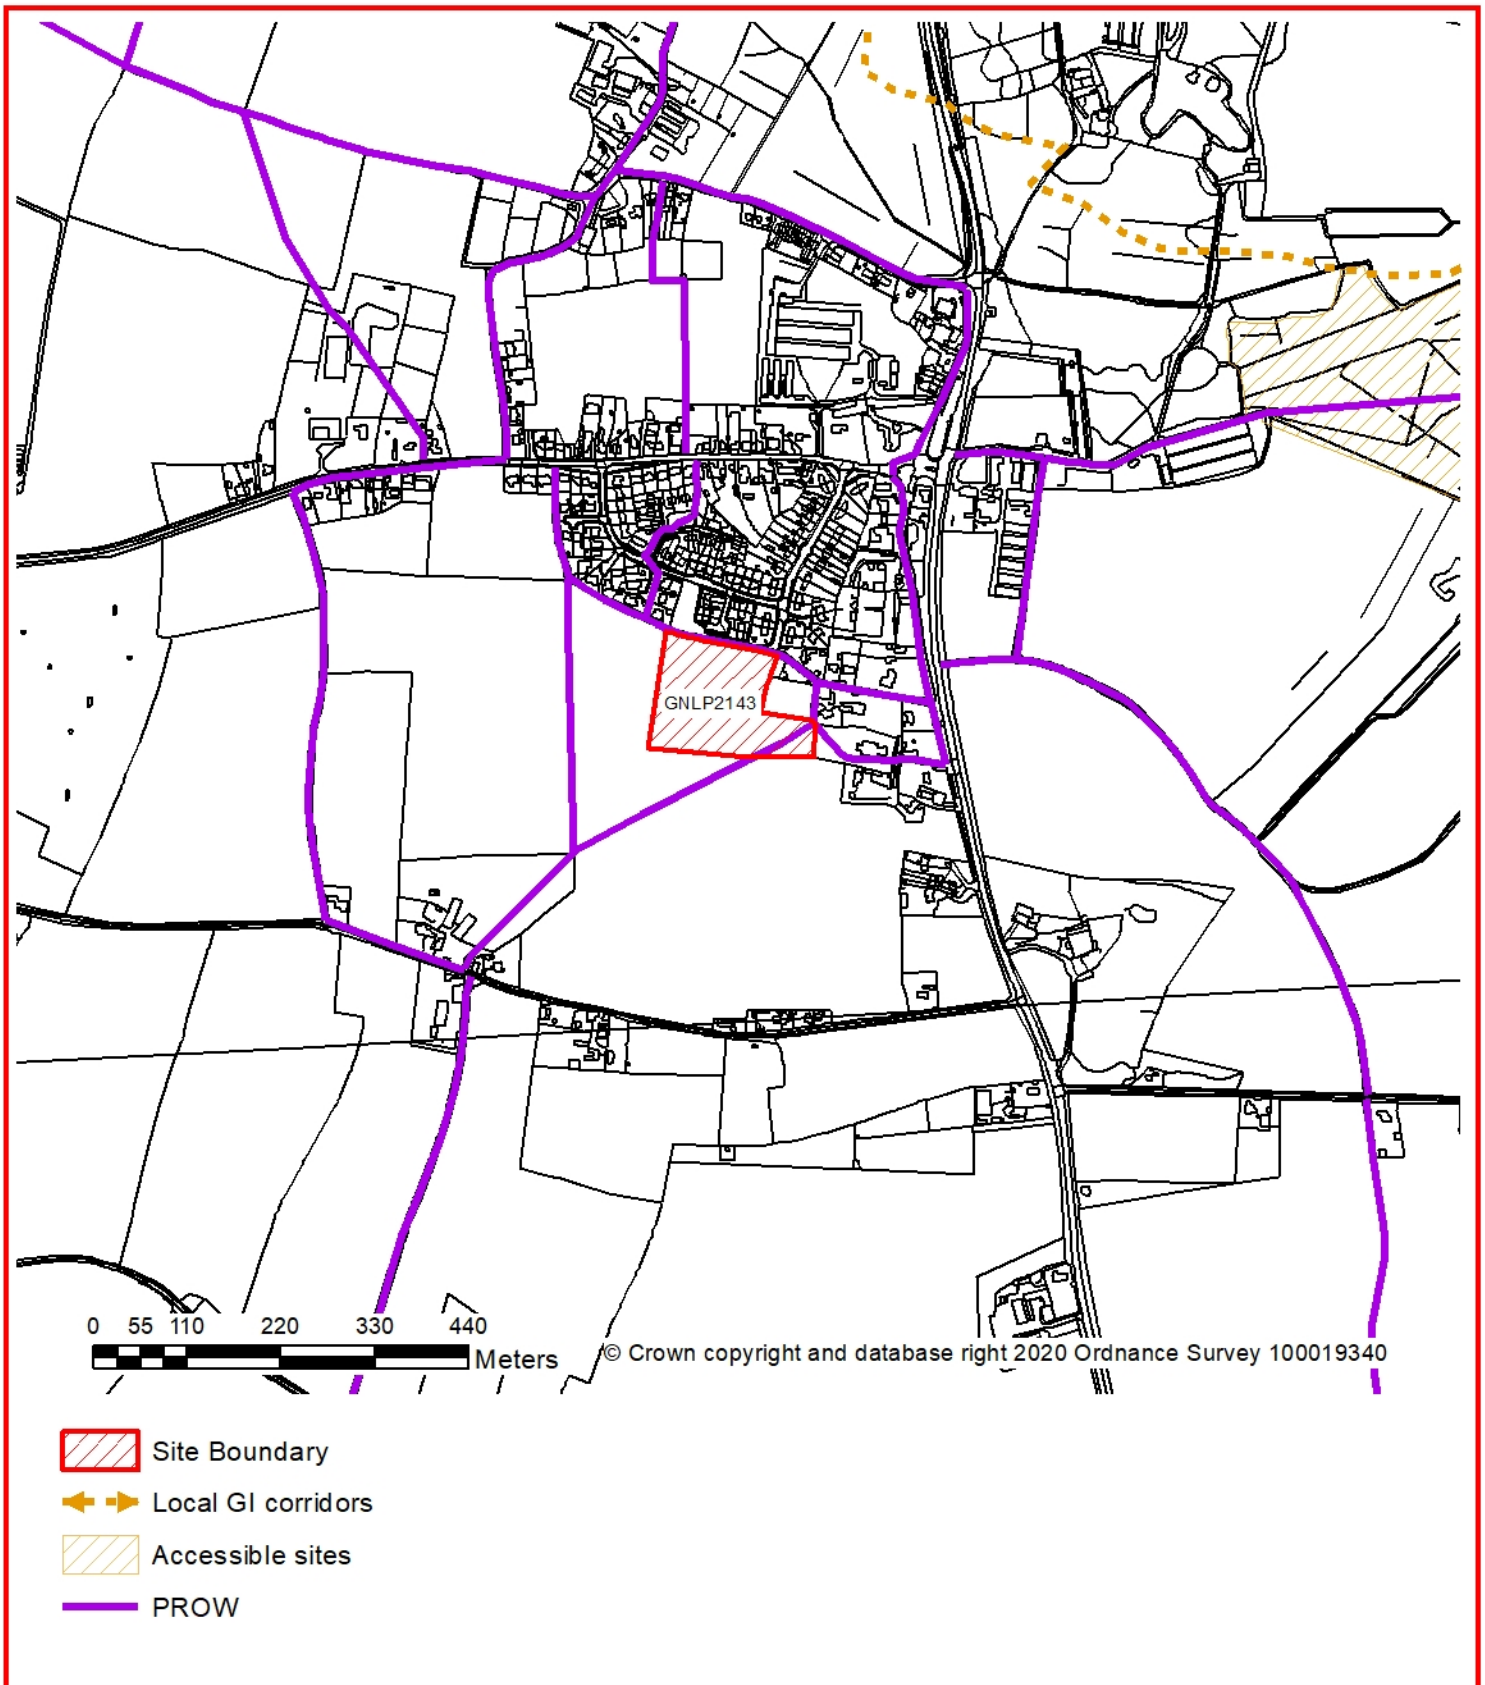 GNLP2143
0 55 110 220 330 440
Meters
© Crown copyright and database right 2020 Ordnance Survey 100019340
Site Boundary
Local GI corridors
Accessible sites
PROW